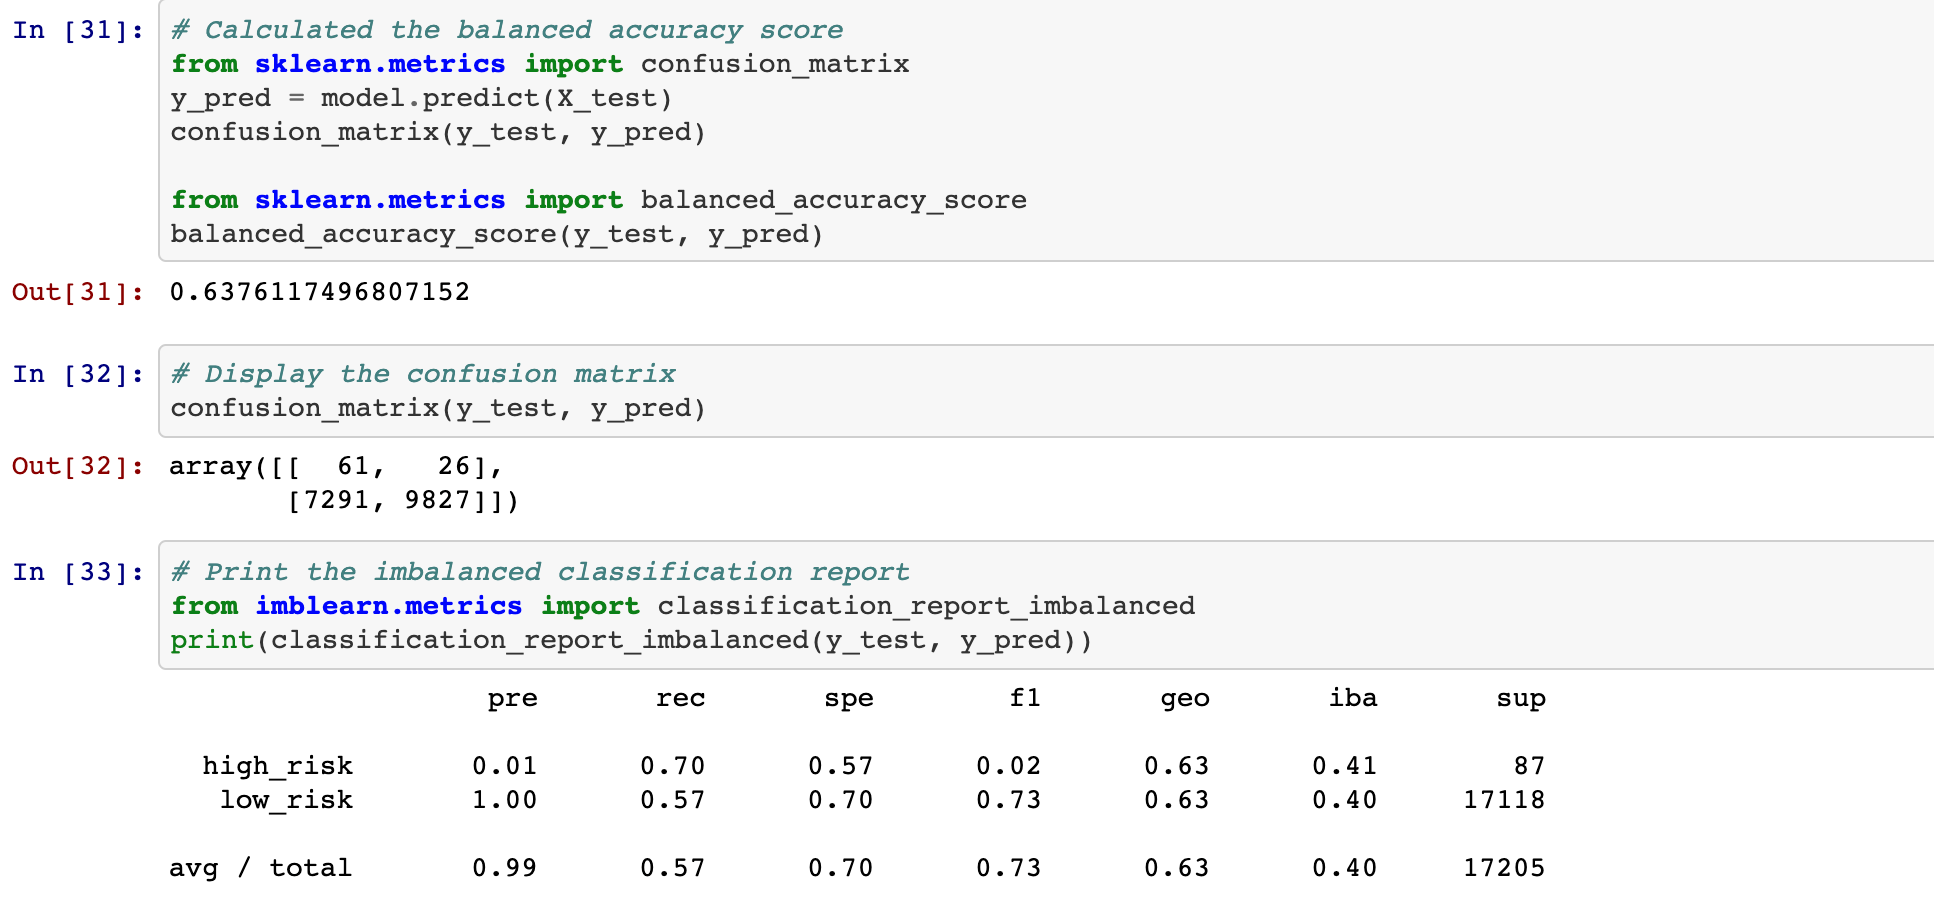 In [31]: # Calculated the balanced accuracy score
from sklearn.metrics import confusion_matrix
y_pred = model.predict(X_test)
confusion_matrix(y_test, y_pred)

from sklearn.metrics import balanced_accuracy_score
balanced_accuracy_score(y_test, y_pred)
Out[31]: 0.6376117496807152
In [32]: # Display the confusion matrix
confusion_matrix(y_test, y_pred)
Out[32]: array([[  61,   26],
       [7291, 9827]])
In [33]: # Print the imbalanced classification report
from imblearn.metrics import classification_report_imbalanced
print(classification_report_imbalanced(y_test, y_pred))
pre rec spe f1 geo iba sup
high_risk 0.01 0.70 0.57 0.02 0.63 0.41 87
low_risk 1.00 0.57 0.70 0.73 0.63 0.40 17118
avg / total 0.99 0.57 0.70 0.73 0.63 0.40 17205